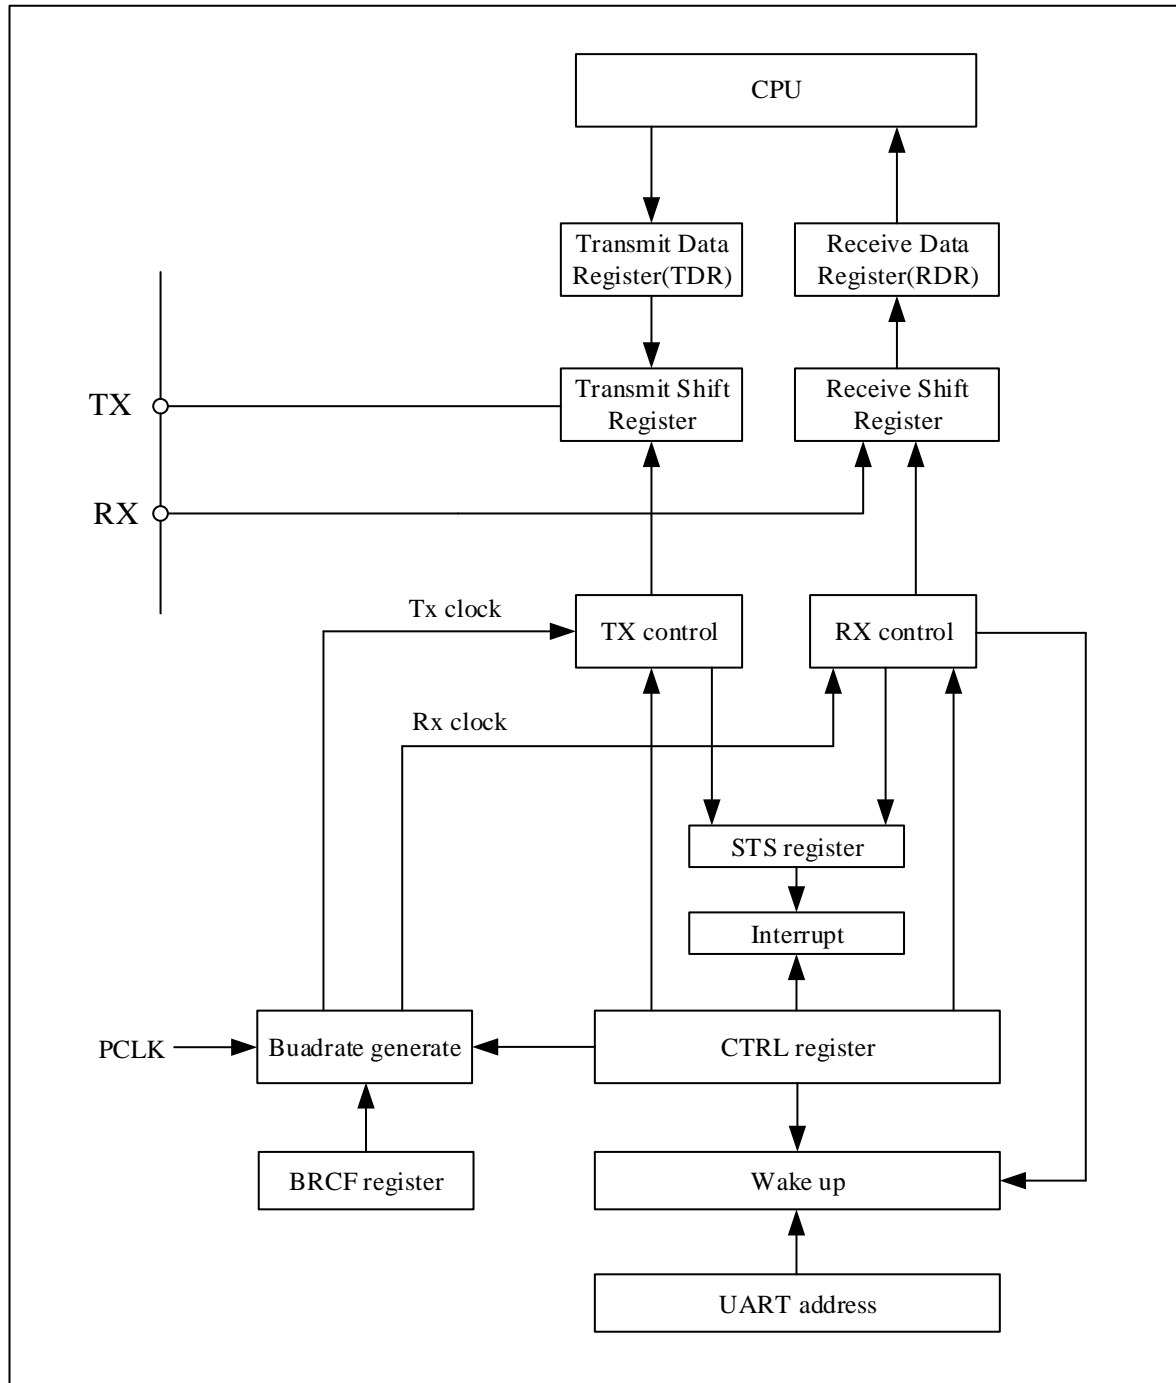 CPU
Transmit Data
Register(TDR)
Receive Data
Register(RDR)
Transmit Shift
Register
Receive Shift
Register
TX
RX
Tx clock
TX control
RX control
Rx clock
STS register
Interrupt
PCLK
Buadrate generate
CTRL register
BRCF register
Wake up
UART address